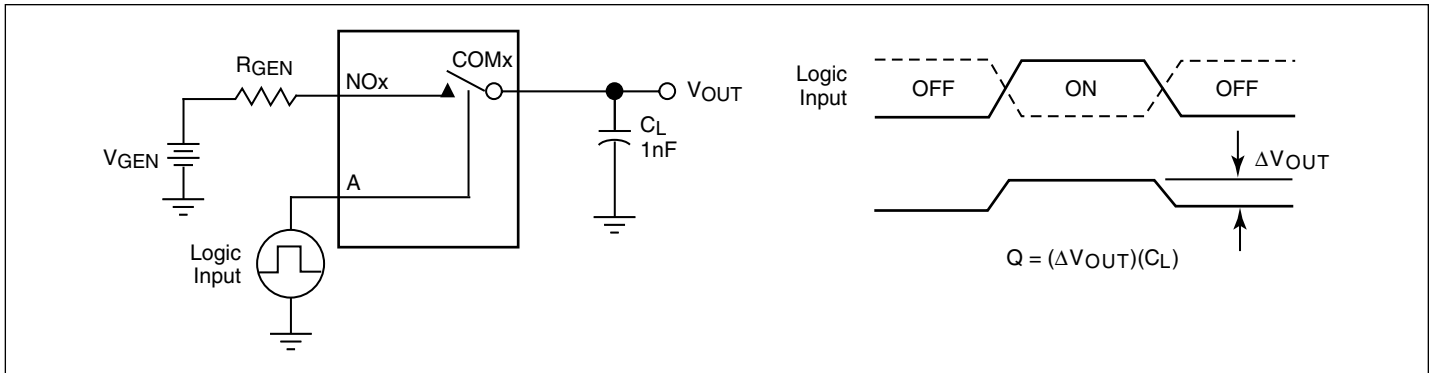 RGEN
NOx
COMx
VOUT
CL
1nF
VGEN
A
Logic
Input
Logic
Input
OFF
ON
OFF
ΔVOUT
Q = (ΔVOUT)(CL)